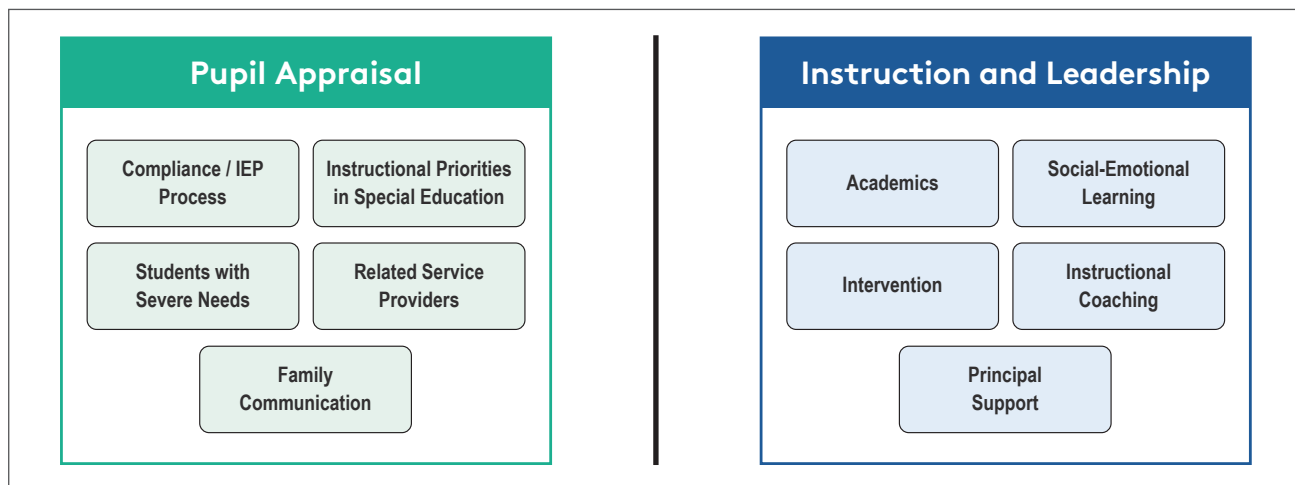 Pupil Appraisal
Compliance / IEP
Process
Instructional Priorities
in Special Education
Students with
Severe Needs
Related Service
Providers
Family
Communication
Instruction and Leadership
Academics
Social-Emotional
Learning
Intervention
Instructional
Coaching
Principal
Support